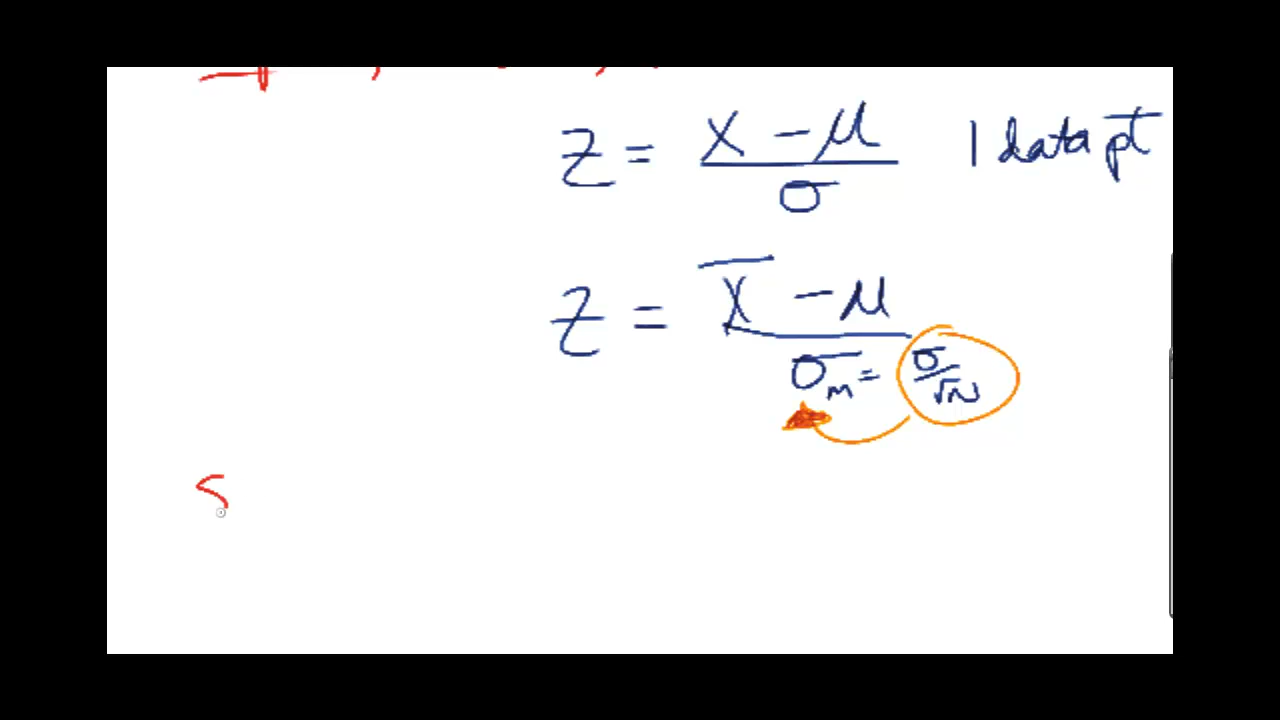 z = x - μ / σ 1 data pt
z = x̄ - μ / σm = σ/√N
S